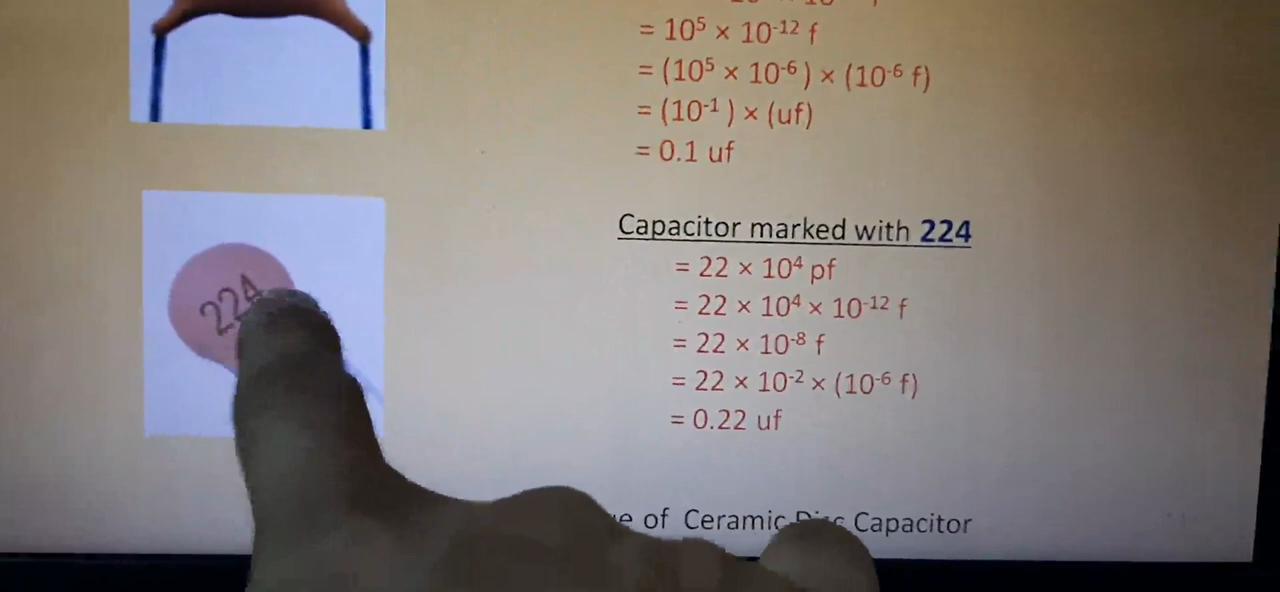 = 10⁵ × 10⁻¹² f
= (10⁵ × 10⁻⁶ ) × (10⁻⁶ f)
= (10⁻¹ ) × (uf)
= 0.1 uf
224
Capacitor marked with 224
= 22 × 10⁴ pf
= 22 × 10⁴ × 10⁻¹² f
= 22 × 10⁻⁸ f
= 22 × 10⁻² × (10⁻⁶ f)
= 0.22 uf
of Ceramic Capacitor